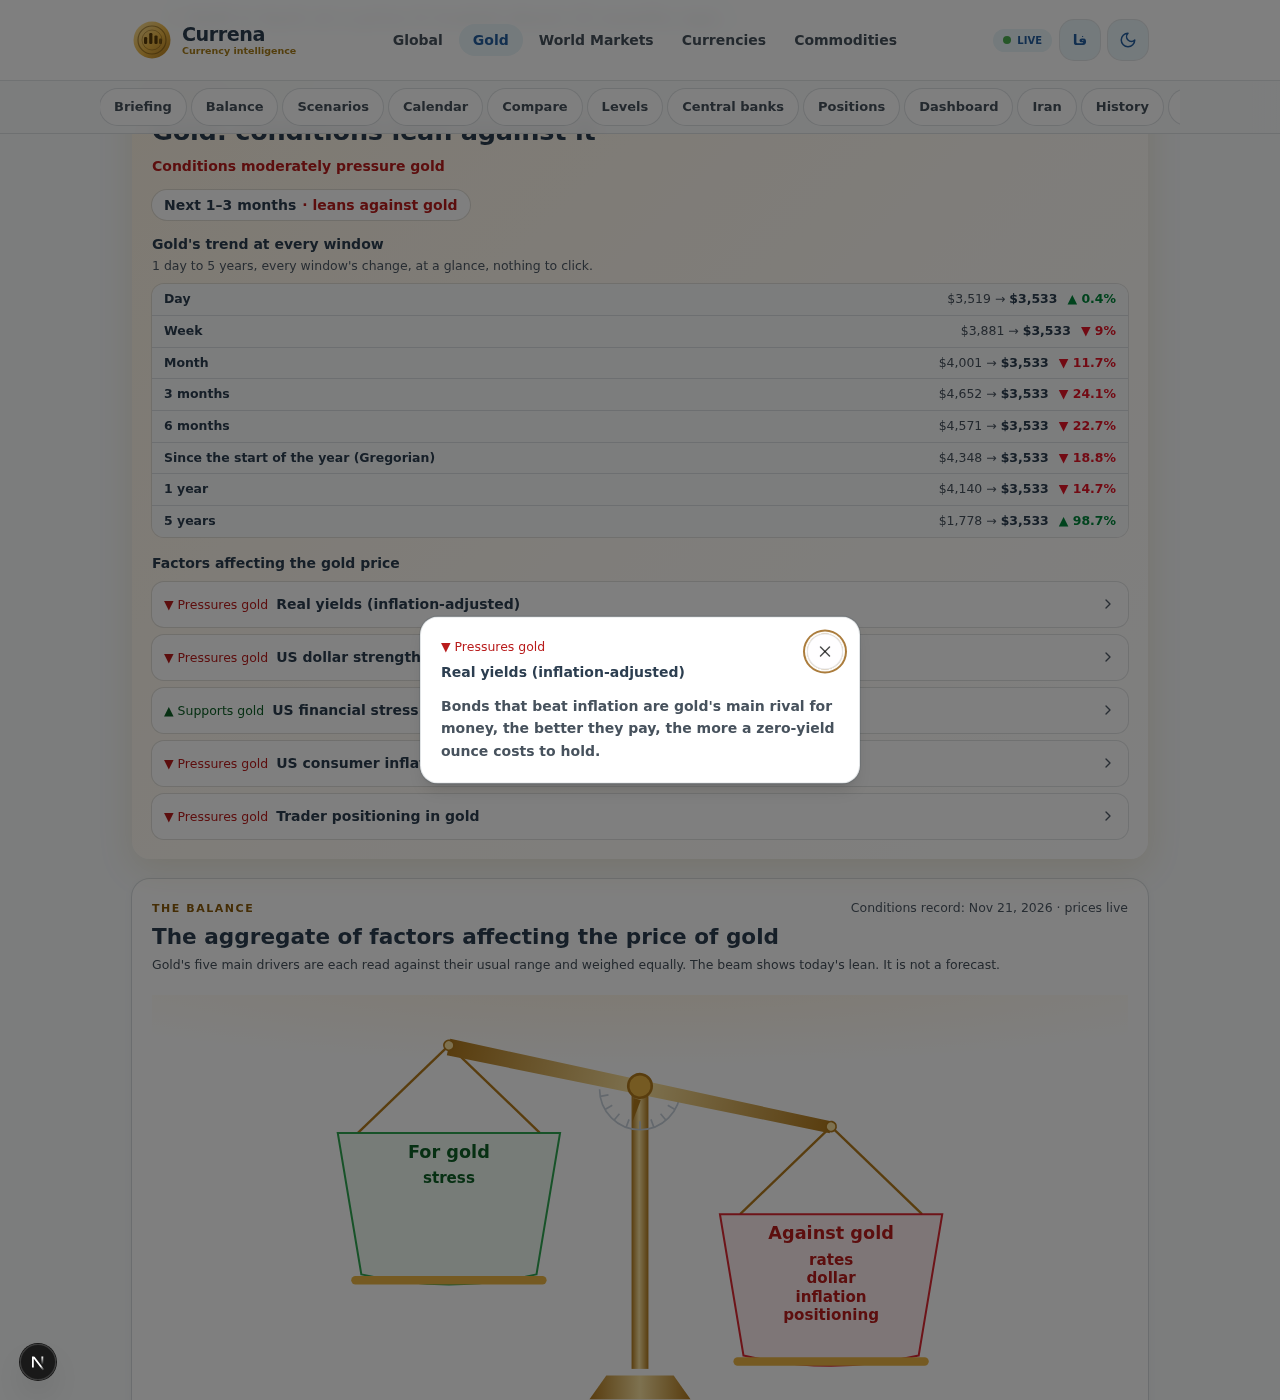 Currena
Currency intelligence
Global
Gold
World Markets
Currencies
Commodities
LIVE
فا
Briefing
Balance
Scenarios
Calendar
Compare
Levels
Central banks
Positions
Dashboard
Iran
History
Gold: conditions lean against it
Conditions moderately pressure gold
Next 1–3 months · leans against gold
Gold's trend at every window
1 day to 5 years, every window's change, at a glance, nothing to click.
Day $3,519 → $3,533 ▲ 0.4%
Week $3,881 → $3,533 ▼ 9%
Month $4,001 → $3,533 ▼ 11.7%
3 months $4,652 → $3,533 ▼ 24.1%
6 months $4,571 → $3,533 ▼ 22.7%
Since the start of the year (Gregorian) $4,348 → $3,533 ▼ 18.8%
1 year $4,140 → $3,533 ▼ 14.7%
5 years $1,778 → $3,533 ▲ 98.7%
Factors affecting the gold price
▼ Pressures gold Real yields (inflation-adjusted)
▼ Pressures gold US dollar strength
▲ Supports gold US financial stress
▼ Pressures gold US consumer
▼ Pressures gold Trader positioning in gold
▼ Pressures gold
Real yields (inflation-adjusted)
Bonds that beat inflation are gold's main rival for
money, the better they pay, the more a zero-yield
ounce costs to hold.
THE BALANCE
Conditions record: Nov 21, 2026 · prices live
The aggregate of factors affecting the price of gold
Gold's five main drivers are each read against their usual range and weighed equally. The beam shows today's lean. It is not a forecast.
For gold
stress
Against gold
rates
dollar
inflation
positioning
N